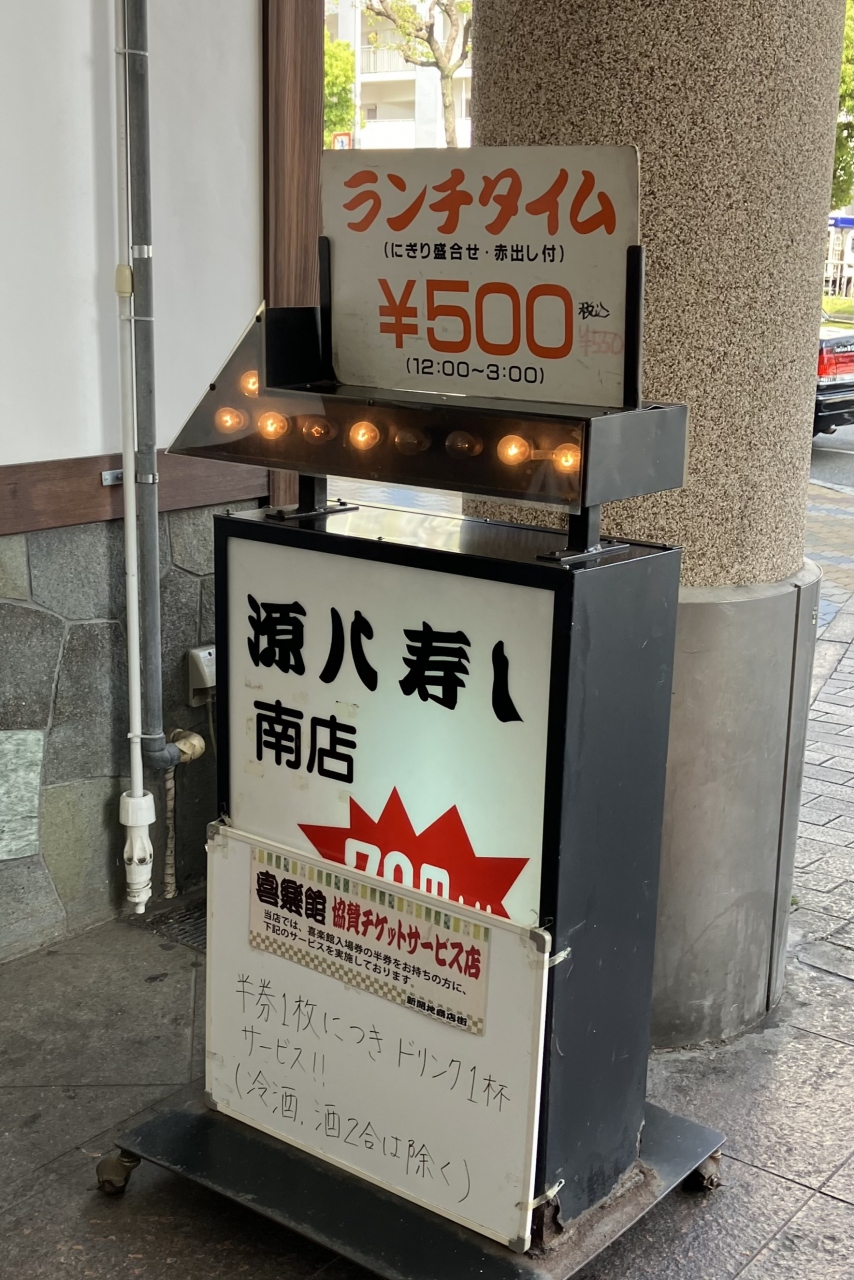 ランチタイム
(にぎり盛合せ・赤出し付)
¥500 税込 ¥550
(12:00~3:00)
源八寿し
南店
喜楽館 協賛チケットサービス店
当店では、喜楽館入場券の半券をお持ちの方に、
下記のサービスを実施しております。
新開地商店街
半券1枚につき ドリンク1杯
サービス!!
(冷酒、酒2合は除く)